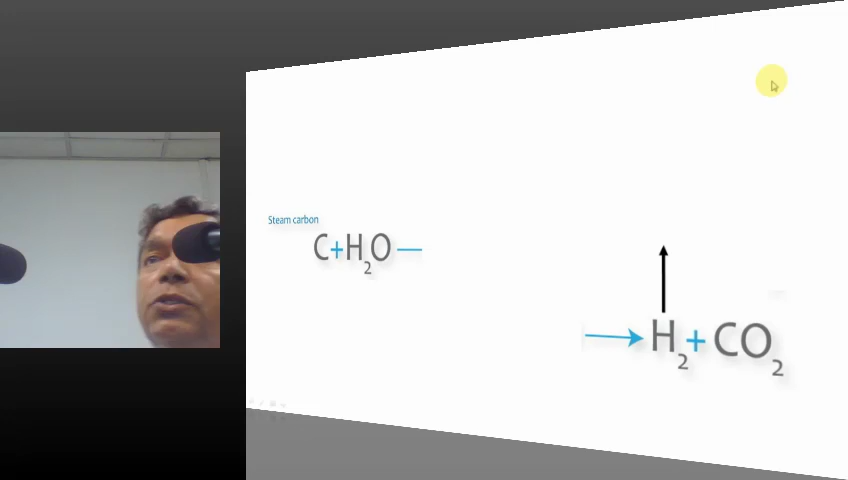 Steam carbon
C+H₂O —
→ H₂+ CO₂